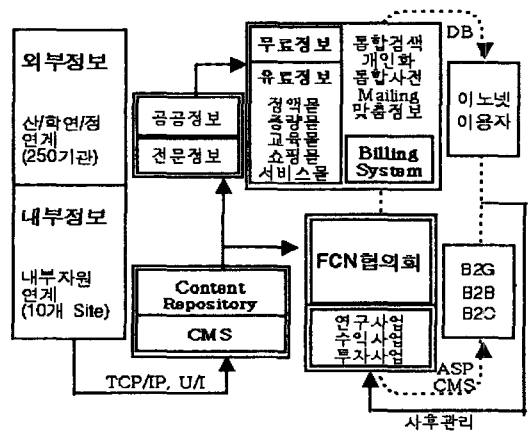 외부정보
산/학연/정
연계
(250기관)
내부정보
내부자원
연계
(10개 Site)
TCP/IP, U/I
공공정보
전문정보
Content
Repository
CMS
무료정보
유료정보
정액몰
종량몰
교육몰
쇼핑몰
서비스몰
통합검색
개인화
통합사전
Mailing
맞춤정보
Billing
System
FCN협의회
연구사업
수익사업
투자사업
DB
이노넷
이용자
B2G
B2B
B2C
ASP
CMS
사후관리